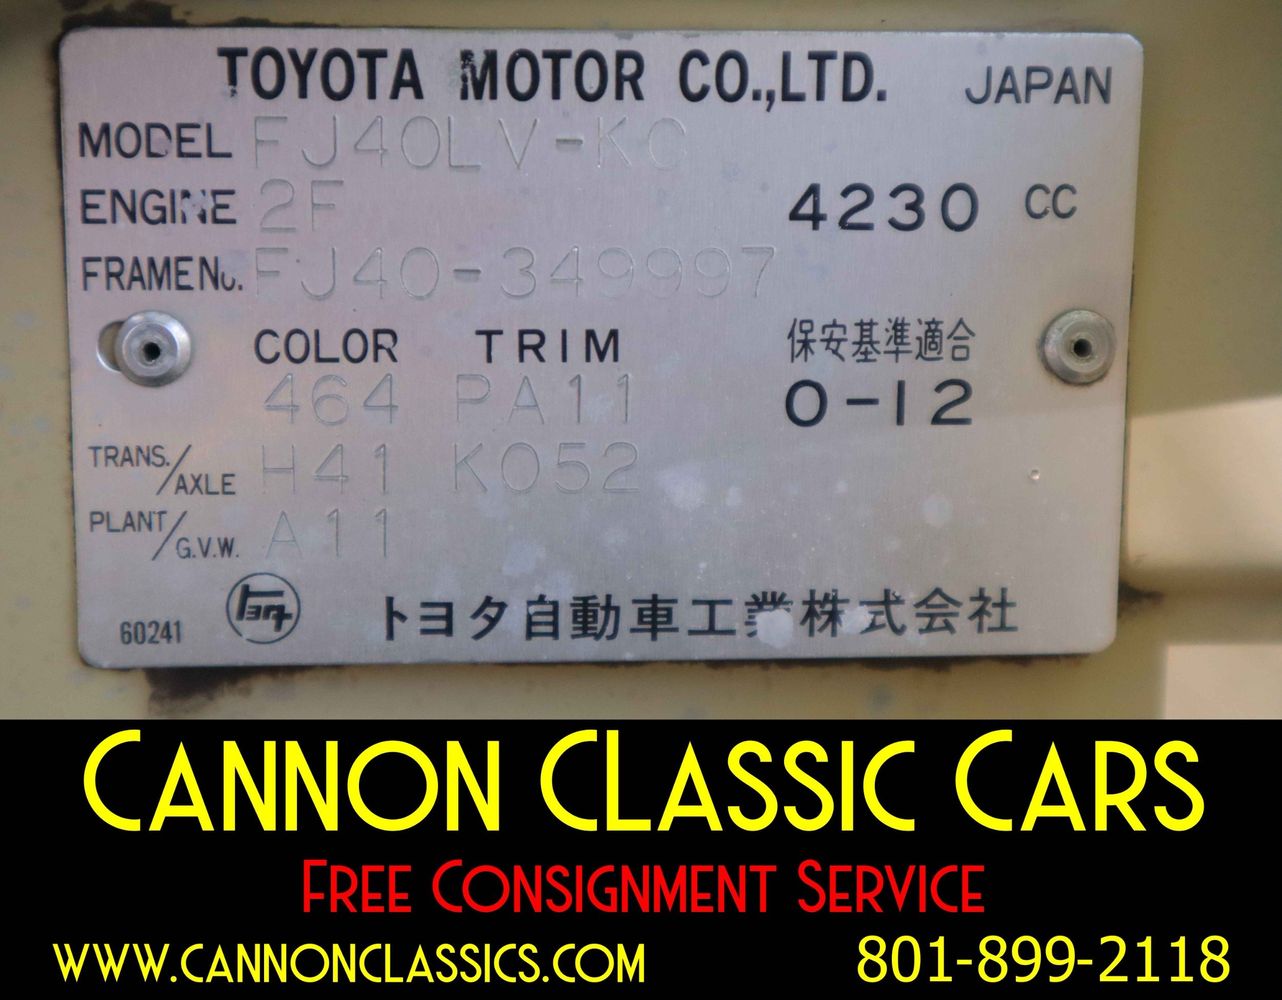 TOYOTA MOTOR CO.,LTD. JAPAN
MODEL FJ40LV-KC
ENGINE 2F 4230 CC
FRAME No. FJ40-349997
COLOR TRIM 保安基準適合
464 PA11 0-12
TRANS./AXLE H41 K052
PLANT/G.V.W. A11
60241 トヨタ トヨタ自動車工業株式会社
CANNON CLASSIC CARS
FREE CONSIGNMENT SERVICE
WWW.CANNONCLASSICS.COM 801-899-2118